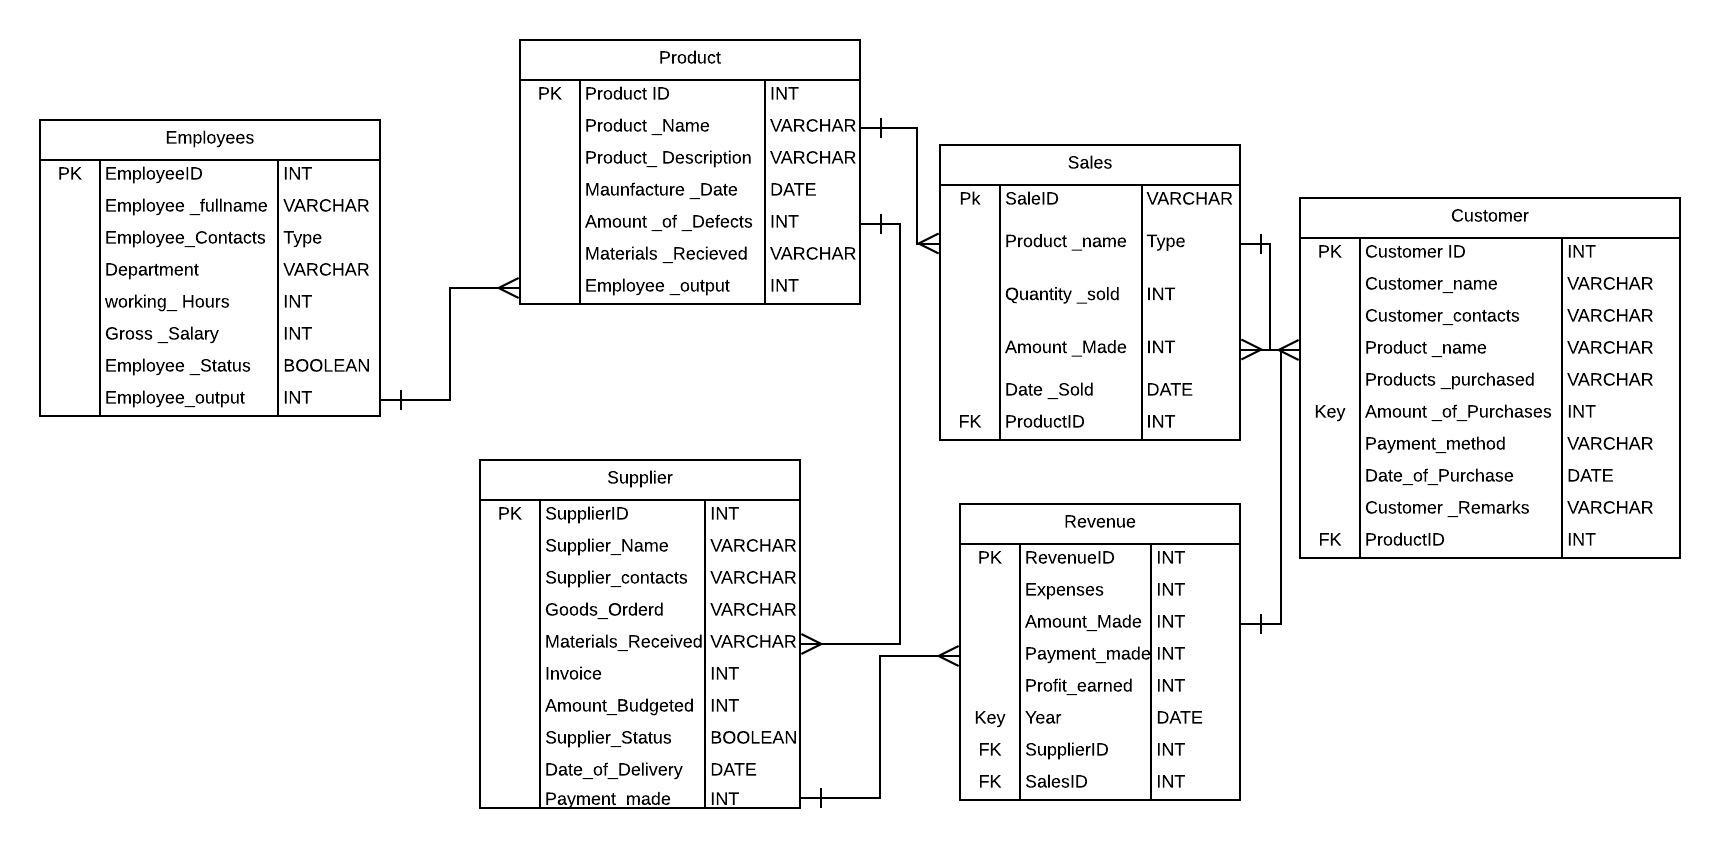 Employees
PK EmployeeID INT
Employee _fullname VARCHAR
Employee_Contacts Type
Department VARCHAR
working_ Hours INT
Gross _Salary INT
Employee _Status BOOLEAN
Employee_output INT
Product
PK Product ID INT
Product _Name VARCHAR
Product_ Description VARCHAR
Maunfacture _Date DATE
Amount _of _Defects INT
Materials _Recieved VARCHAR
Employee _output INT
Sales
Pk SaleID VARCHAR
Product _name Type
Quantity _sold INT
Amount _Made INT
Date _Sold DATE
FK ProductID INT
Customer
PK Customer ID INT
Customer_name VARCHAR
Customer_contacts VARCHAR
Product _name VARCHAR
Products _purchased VARCHAR
Key Amount _of_Purchases INT
Payment_method VARCHAR
Date_of_Purchase DATE
Customer _Remarks VARCHAR
FK ProductID INT
Supplier
PK SupplierID INT
Supplier_Name VARCHAR
Supplier_contacts VARCHAR
Goods_Orderd VARCHAR
Materials_Received VARCHAR
Invoice INT
Amount_Budgeted INT
Supplier_Status BOOLEAN
Date_of_Delivery DATE
Payment_made INT
Revenue
PK RevenueID INT
Expenses INT
Amount_Made INT
Payment_made INT
Profit_earned INT
Key Year DATE
FK SupplierID INT
FK SalesID INT